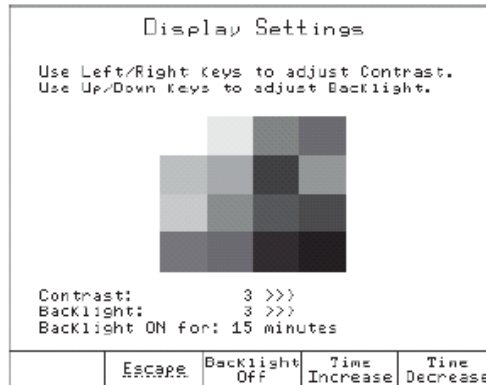 Display Settings
Use Left/Right Keys to adjust Contrast.
Use Up/Down Keys to adjust Backlight.
Contrast: 3 >>>
Backlight: 3 >>>
Backlight ON for: 15 minutes
Escape
Backlight
Off
Time
Increase
Time
Decrease